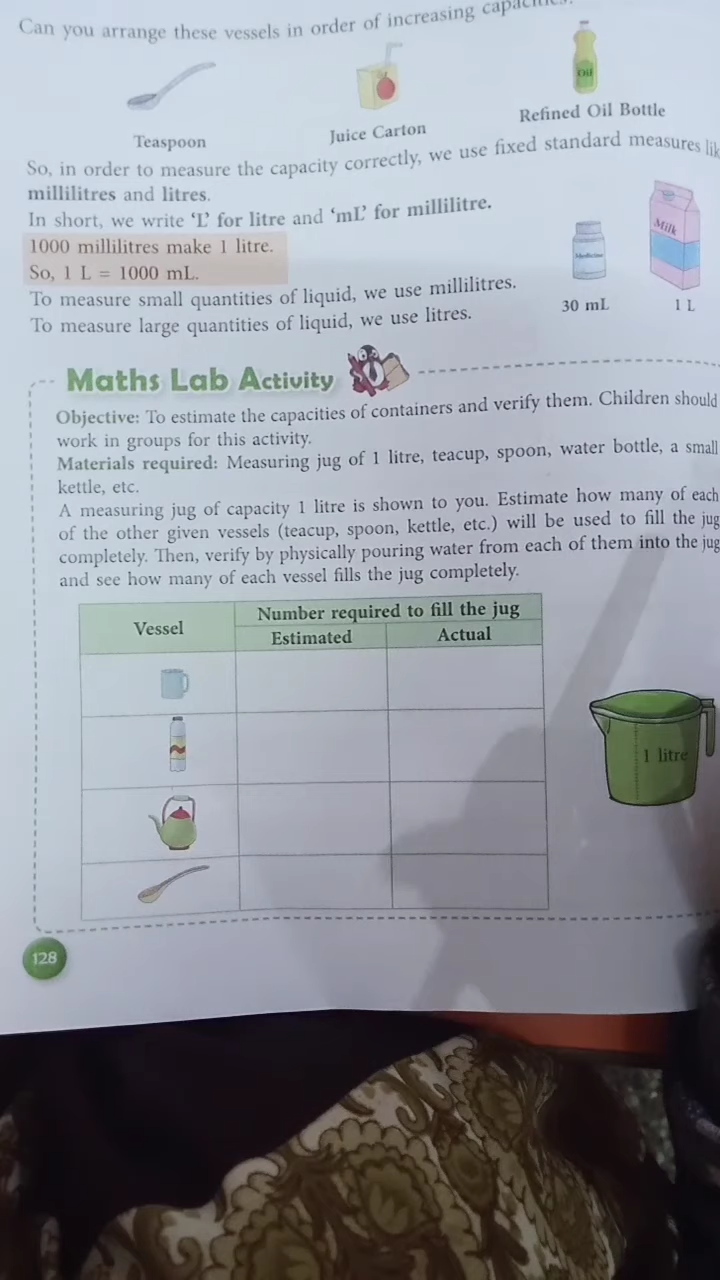 Can you arrange these vessels in order of increasing
Oil
Teaspoon
Juice Carton
Refined Oil Bottle
So, in order to measure the capacity correctly, we use fixed standard measures
millilitres and litres.
In short, we write ‘L’ for litre and ‘mL’ for millilitre.
1000 millilitres make 1 litre.
So, 1 L = 1000 mL.
To measure small quantities of liquid, we use millilitres.
To measure large quantities of liquid, we use litres.
Medicine
Milk
30 mL
1 L
Maths Lab Activity
Objective: To estimate the capacities of containers and verify them. Children should
work in groups for this activity.
Materials required: Measuring jug of 1 litre, teacup, spoon, water bottle, a small
kettle, etc.
A measuring jug of capacity 1 litre is shown to you. Estimate how many of each
of the other given vessels (teacup, spoon, kettle, etc.) will be used to fill the jug
completely. Then, verify by physically pouring water from each of them into the jug
and see how many of each vessel fills the jug completely.
Vessel
Number required to fill the jug
Estimated
Actual
1 litre
128